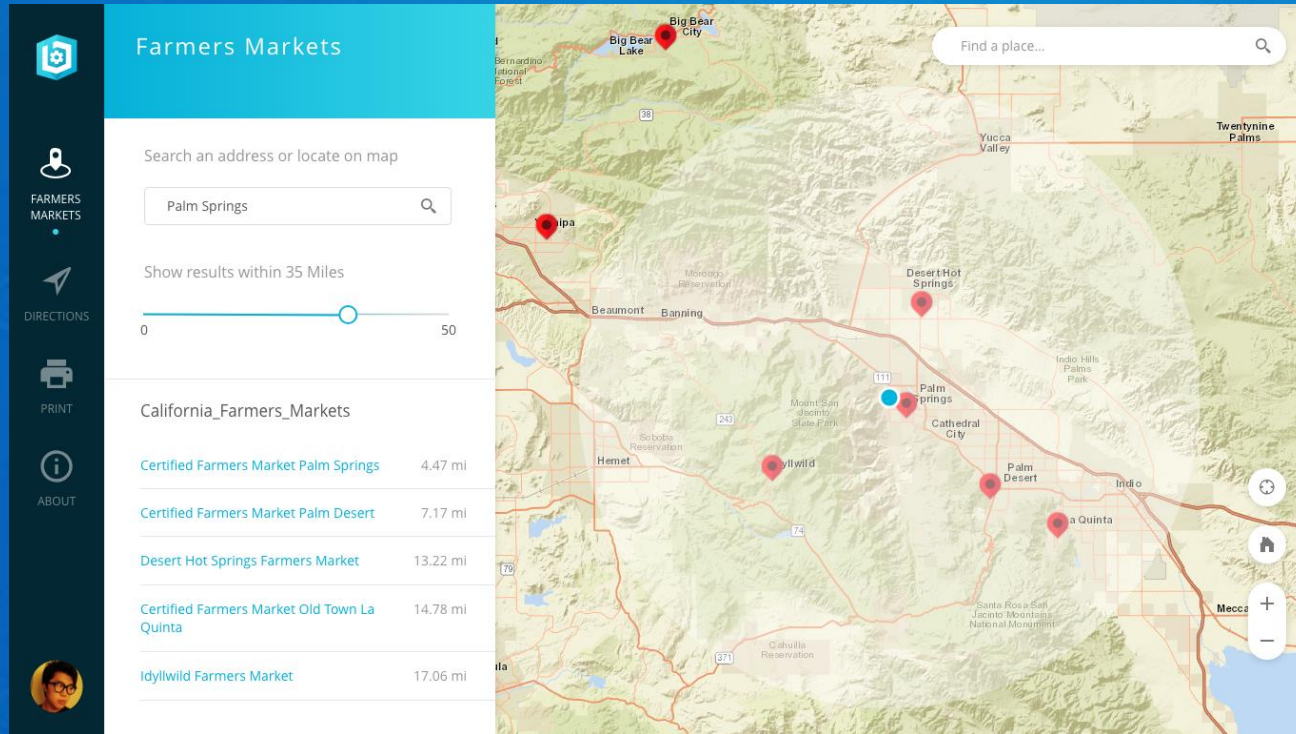 Farmers Markets
FARMERS
MARKETS
DIRECTIONS
PRINT
ABOUT
Search an address or locate on map
Palm Springs
Show results within 35 Miles
0
50
California_Farmers_Markets
Certified Farmers Market Palm Springs 4.47 mi
Certified Farmers Market Palm Desert 7.17 mi
Desert Hot Springs Farmers Market 13.22 mi
Certified Farmers Market Old Town La 14.78 mi
Quinta
Idyllwild Farmers Market 17.06 mi
Find a place...
Big Bear
City
Big Bear
Lake
Bernardino
National
Forest
38
Yucca
Valley
Twentynine
Palms
ipa
Morongo
Reservation
Desert Hot
Springs
Beaumont
Banning
Indio Hills
Palms
Park
111
Palm
Springs
Mount San
Jacinto
State Park
243
Cathedral
City
Soboba
Reservation
Hemet
yllwild
Palm
Desert
Indio
74
a Quinta
79
Santa Rosa San
Jacinto Mountains
National Monument
Mecca
Cahuilla
Reservation
371
ula